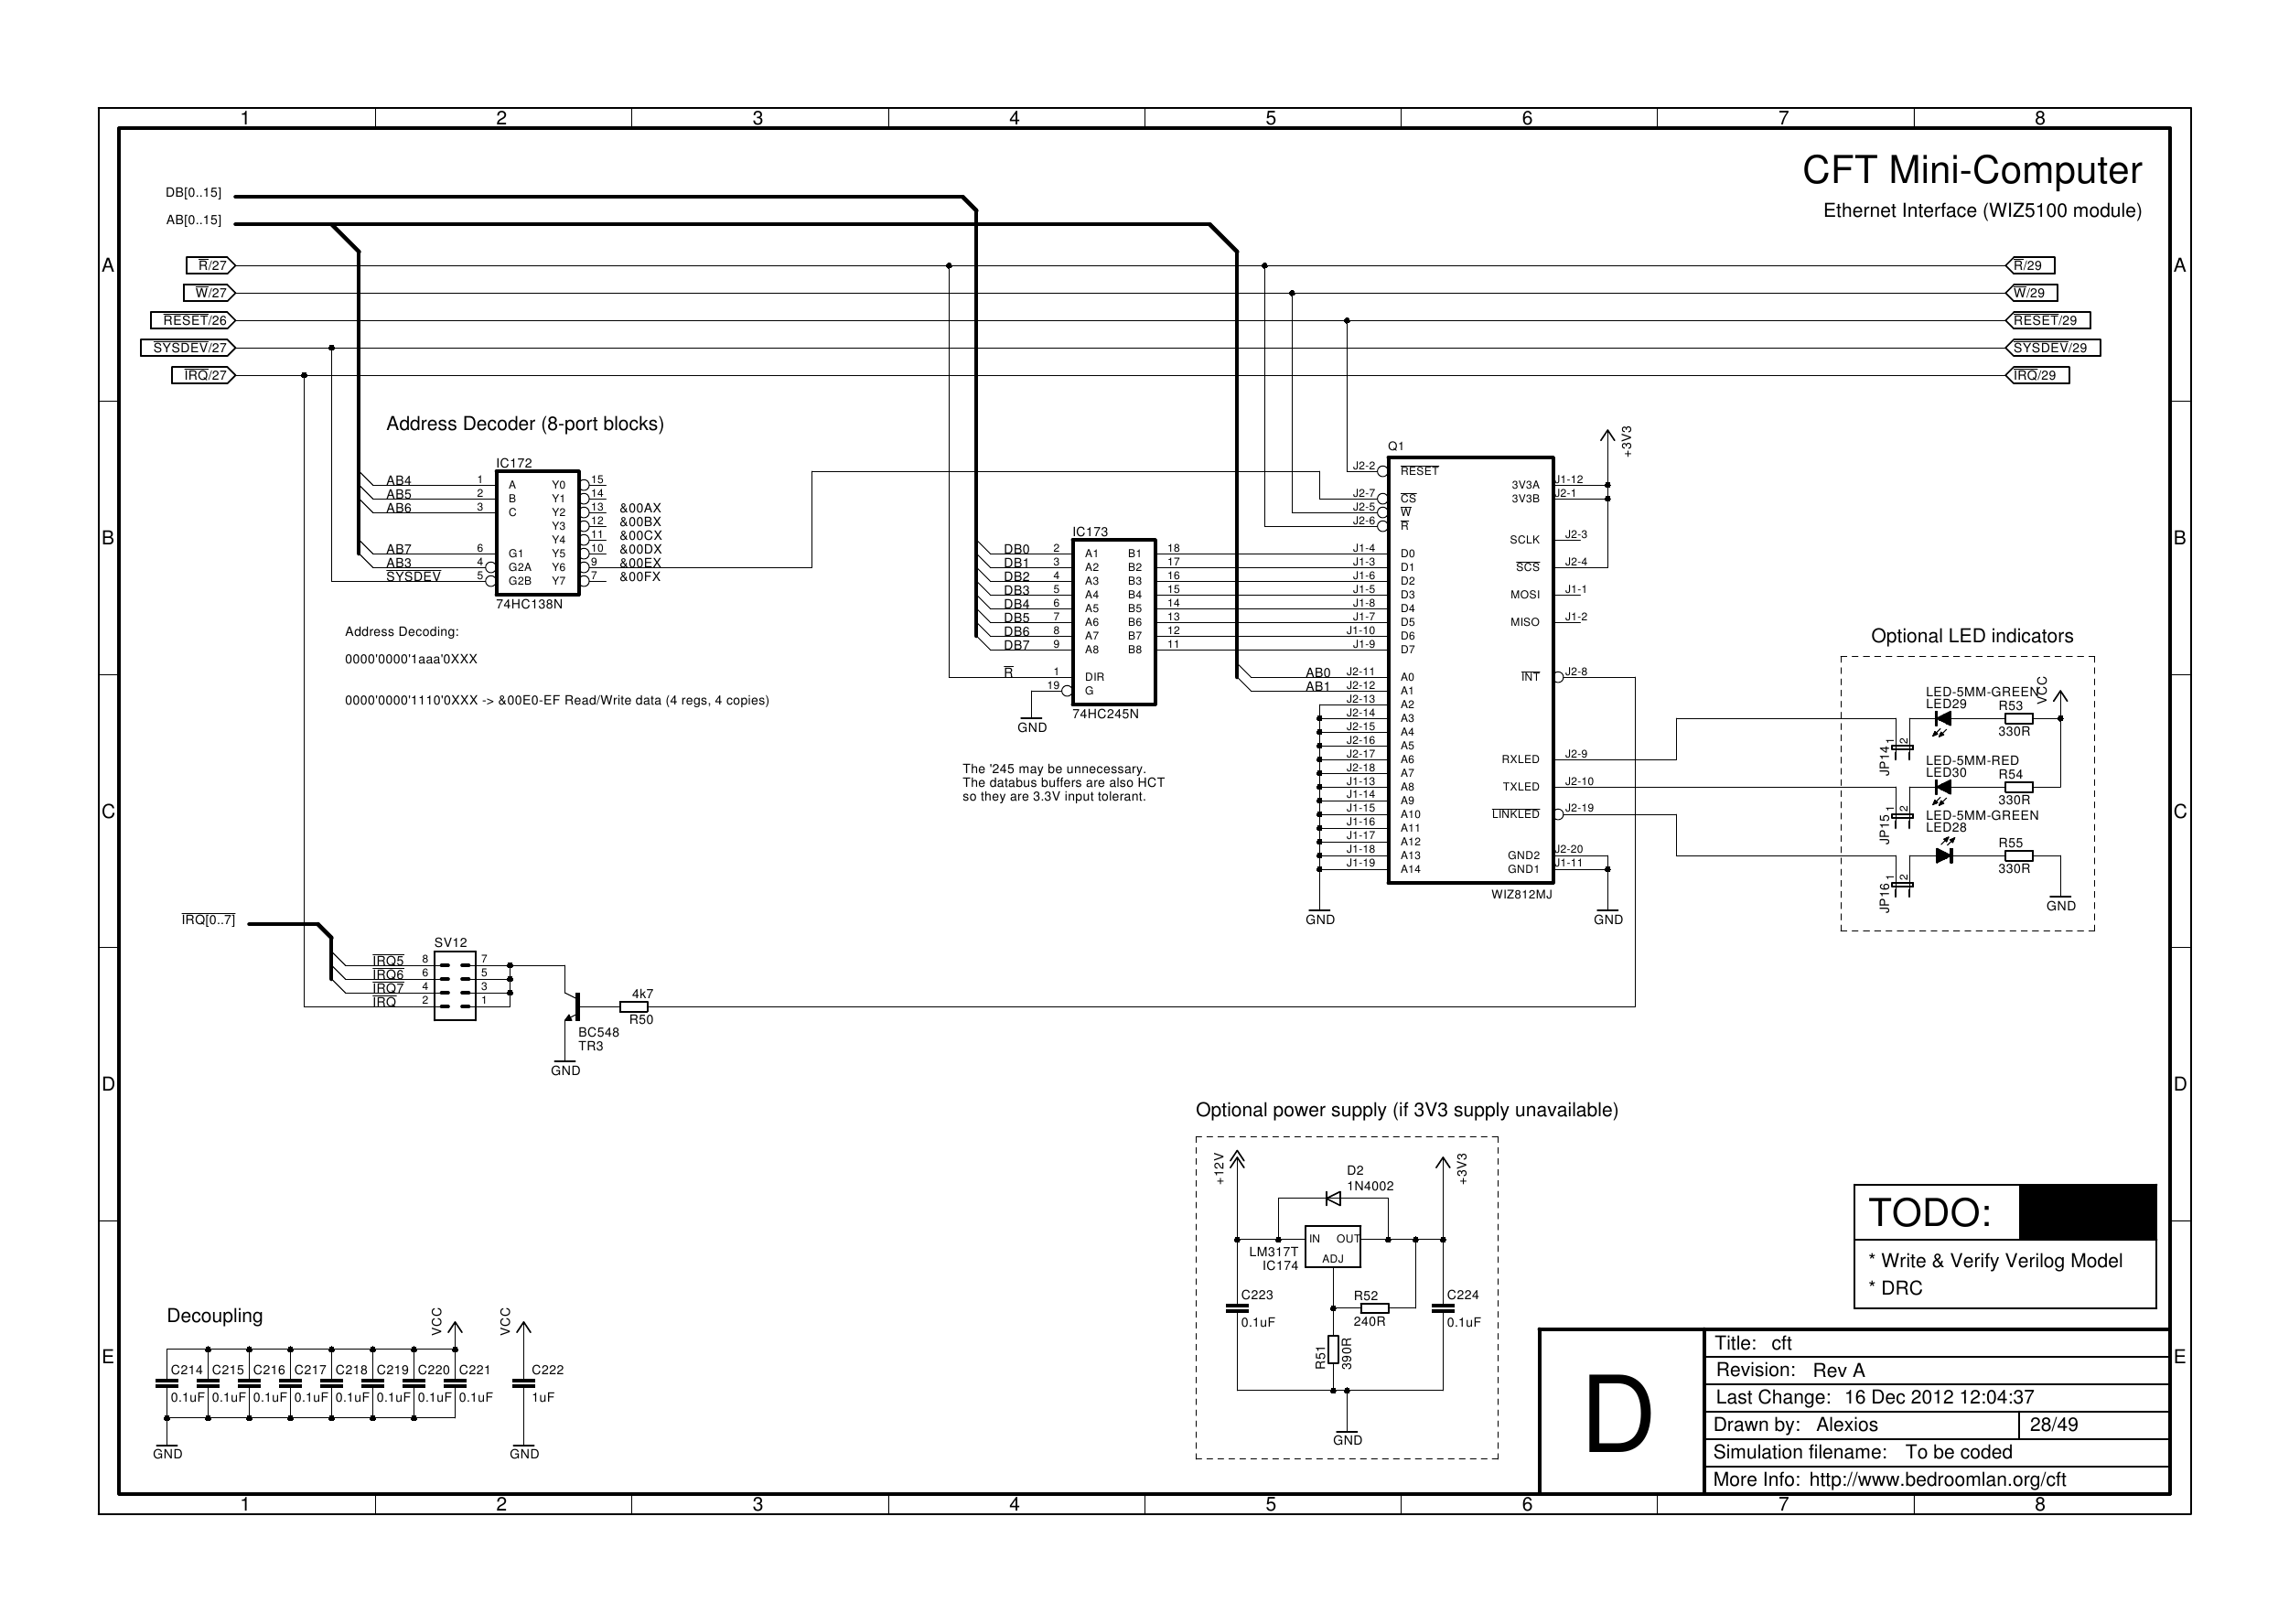 1 2 3 4 5 6 7 8
CFT Mini-Computer
Ethernet Interface (WIZ5100 module)
DB[0..15]
AB[0..15]
A
A
R/27
R/29
W/27
W/29
RESET/26
RESET/29
SYSDEV/27
SYSDEV/29
IRQ/27
IRQ/29
Address Decoder (8-port blocks)
IC172
AB4 1 A Y0 15
AB5 2 B Y1 14
AB6 3 C Y2 13 &00AX
Y3 12 &00BX
Y4 11 &00CX
AB7 6 G1 Y5 10 &00DX
AB3 4 G2A Y6 9 &00EX
SYSDEV 5 G2B Y7 7 &00FX
74HC138N
Address Decoding:
0000'0000'1aaa'0XXX
0000'0000'1110'0XXX -> &00E0-EF Read/Write data (4 regs, 4 copies)
B
B
IC173
DB0 2 A1 B1 18
DB1 3 A2 B2 17
DB2 4 A3 B3 16
DB3 5 A4 B4 15
DB4 6 A5 B5 14
DB5 7 A6 B6 13
DB6 8 A7 B7 12
DB7 9 A8 B8 11
R 1 DIR
19 G
GND
74HC245N
The '245 may be unnecessary.
The databus buffers are also HCT
so they are 3.3V input tolerant.
Q1
+3V3
J2-2 RESET
J2-7 CS
J2-5 W
J2-6 R
J1-4 D0
J1-3 D1
J1-6 D2
J1-5 D3
J1-8 D4
J1-7 D5
J1-10 D6
J1-9 D7
AB0 J2-11 A0
AB1 J2-12 A1
J2-13 A2
J2-14 A3
J2-15 A4
J2-16 A5
J2-17 A6
J2-18 A7
J1-13 A8
J1-14 A9
J1-15 A10
J1-16 A11
J1-17 A12
J1-18 A13
J1-19 A14
3V3A J1-12
3V3B J2-1
SCLK J2-3
SCS J2-4
MOSI J1-1
MISO J1-2
INT J2-8
RXLED J2-9
TXLED J2-10
LINKLED J2-19
GND2 J2-20
GND1 J1-11
WIZ812MJ
GND
GND
Optional LED indicators
LED-5MM-GREEN
LED29
VCC
R53
330R
JP14 1 2
LED-5MM-RED
LED30
R54
330R
JP15 1 2
LED-5MM-GREEN
LED28
R55
330R
JP16 1 2
GND
C
C
IRQ[0..7]
SV12
IRQ5 8 7
IRQ6 6 5
IRQ7 4 3
IRQ 2 1
4k7
R50
BC548
TR3
GND
D
D
Optional power supply (if 3V3 supply unavailable)
+12V
D2
1N4002
+3V3
IN OUT
ADJ
LM317T
IC174
C223
0.1uF
R52
240R
C224
0.1uF
R51
390R
GND
TODO:
* Write & Verify Verilog Model
* DRC
Decoupling
VCC
VCC
C214 C215 C216 C217 C218 C219 C220 C221 C222
0.1uF 0.1uF 0.1uF 0.1uF 0.1uF 0.1uF 0.1uF 0.1uF 1uF
GND
GND
E
E
D
Title: cft
Revision: Rev A
Last Change: 16 Dec 2012 12:04:37
Drawn by: Alexios 28/49
Simulation filename: To be coded
More Info: http://www.bedroomlan.org/cft
1 2 3 4 5 6 7 8